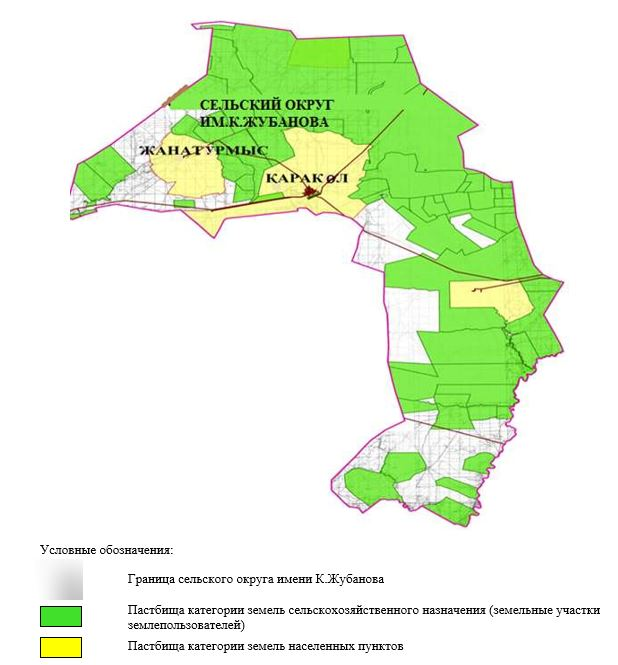 СЕЛЬСКИЙ ОКРУГ
ИМ.К.ЖУБАНОВА
ЖАНАТУРМЫС
КАРАКОЛ
Условные обозначения:
Граница сельского округа имени К.Жубанова
Пастбища категории земель сельскохозяйственного назначения (земельные участки
землепользователей)
Пастбища категории земель населенных пунктов